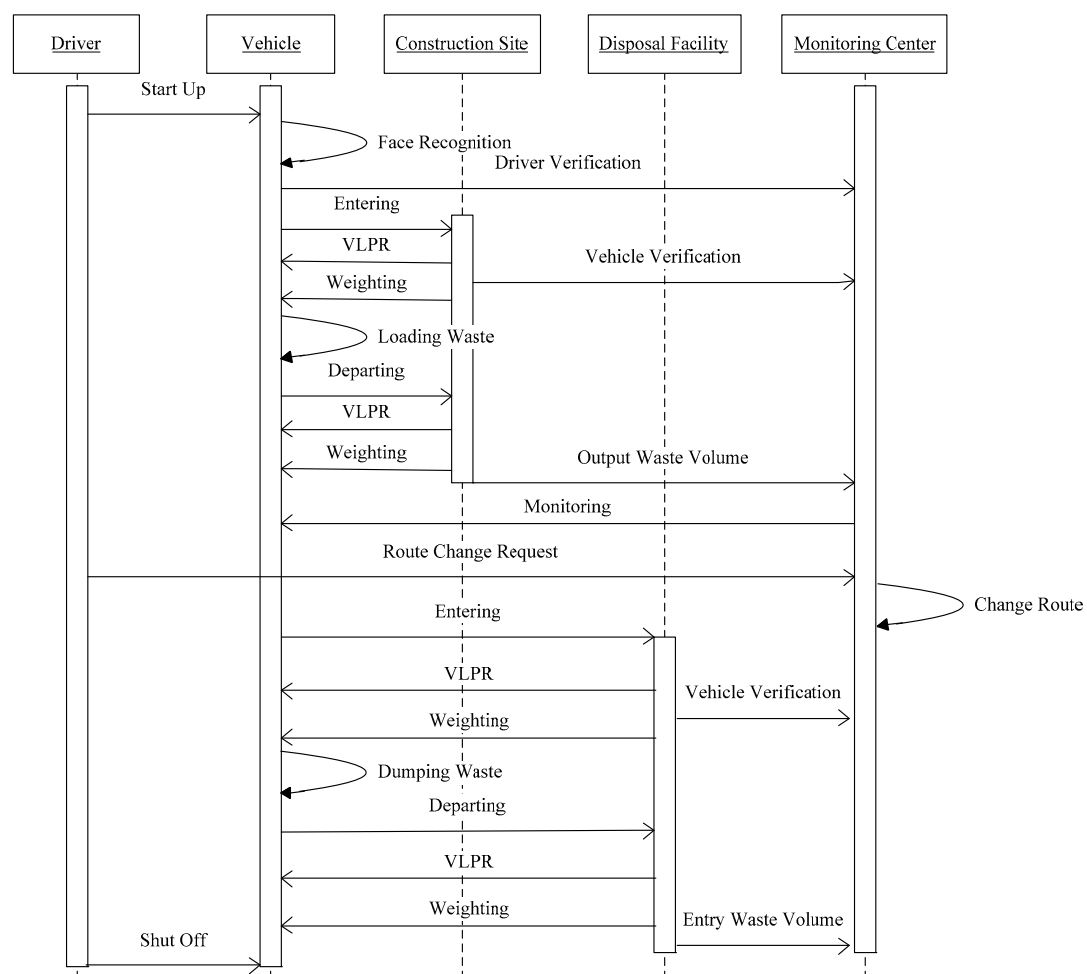 Driver
Vehicle
Construction Site
Disposal Facility
Monitoring Center
Start Up
Face Recognition
Driver Verification
Entering
VLPR
Vehicle Verification
Weighting
Loading Waste
Departing
VLPR
Weighting
Output Waste Volume
Monitoring
Route Change Request
Change Route
Entering
VLPR
Vehicle Verification
Weighting
Dumping Waste
Departing
VLPR
Weighting
Entry Waste Volume
Shut Off